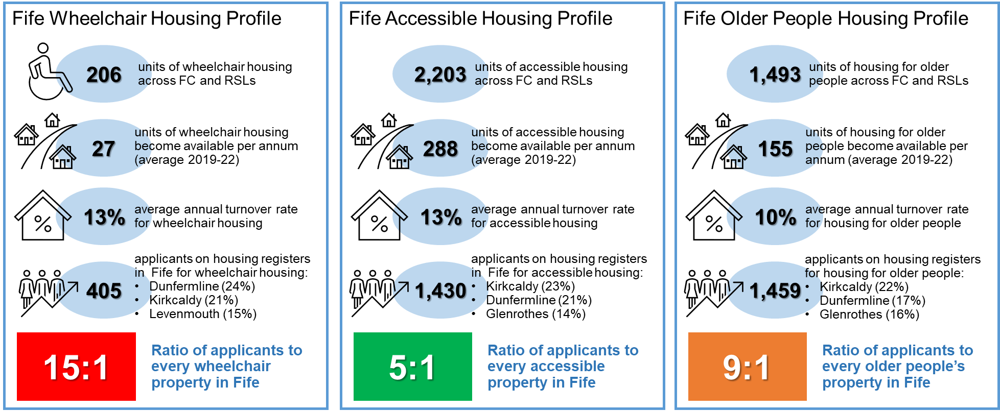 Fife Wheelchair Housing Profile
206
units of wheelchair housing
across FC and RSLs
27
units of wheelchair housing
become available per annum
(average 2019-22)
13%
average annual turnover rate
for wheelchair housing
405
applicants on housing registers
in Fife for wheelchair housing:
• Dunfermline (24%)
• Kirkcaldy (21%)
• Levenmouth (15%)
15:1
Ratio of applicants to
every wheelchair
property in Fife
Fife Accessible Housing Profile
2,203
units of accessible housing
across FC and RSLs
288
units of accessible housing
become available per annum
(average 2019-22)
13%
average annual turnover rate
for accessible housing
1,430
applicants on housing registers
in Fife for accessible housing:
• Kirkcaldy (23%)
• Dunfermline (21%)
• Glenrothes (14%)
5:1
Ratio of applicants to
every accessible
property in Fife
Fife Older People Housing Profile
1,493
units of housing for older
people across FC and RSLs
155
units of housing for older
people become available per
annum (average 2019-22)
10%
average annual turnover rate
for housing for older people
1,459
applicants on housing registers
for housing for older people:
• Kirkcaldy (22%)
• Dunfermline (17%)
• Glenrothes (16%)
9:1
Ratio of applicants to
every older people's
property in Fife